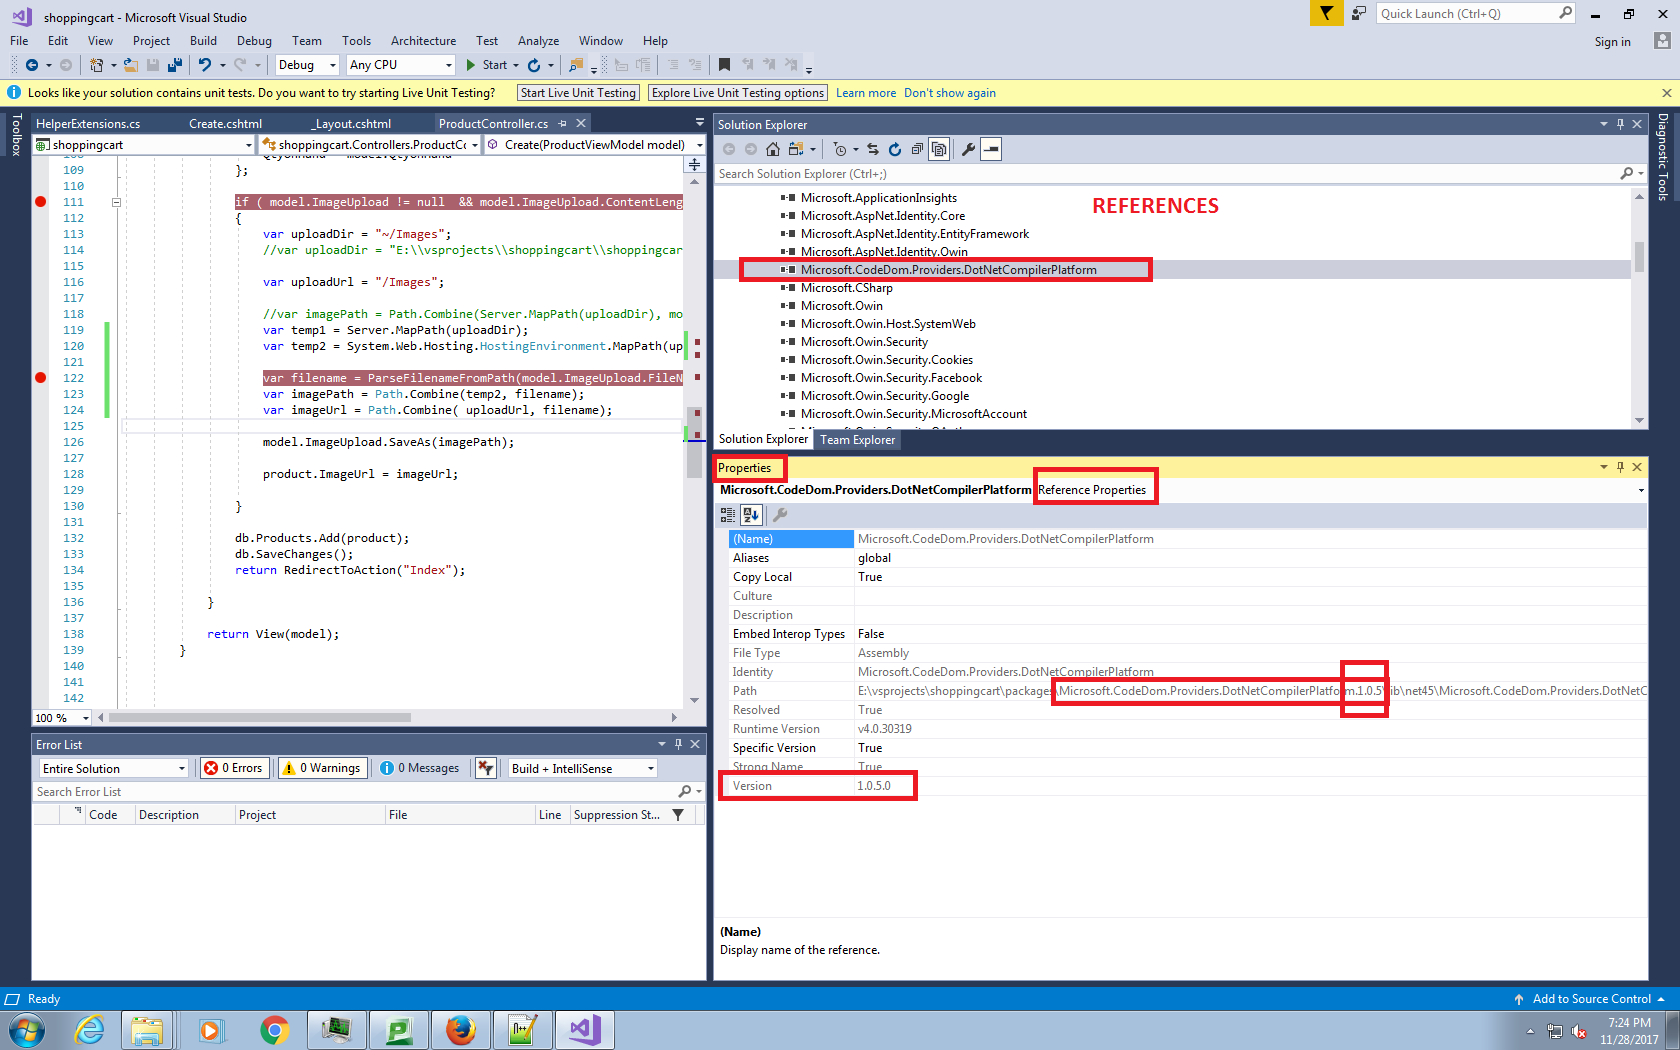 shoppingcart - Microsoft Visual Studio
Quick Launch (Ctrl+Q)
File Edit View Project Build Debug Team Tools Architecture Test Analyze Window Help
Sign in
Debug Any CPU Start
Looks like your solution contains unit tests. Do you want to try starting Live Unit Testing? Start Live Unit Testing Explore Live Unit Testing options Learn more Don't show again
Toolbox
HelperExtensions.cs Create.cshtml _Layout.cshtml ProductController.cs
shoppingcart shoppingcart.Controllers.ProductCo Create(ProductViewModel model)
109 };
110
111 if ( model.ImageUpload != null && model.ImageUpload.ContentLeng
112 {
113 var uploadDir = "~/Images";
114 //var uploadDir = "E:\\vsprojects\\shoppingcart\\shoppingcar
115
116 var uploadUrl = "/Images";
117
118 //var imagePath = Path.Combine(Server.MapPath(uploadDir), mo
119 var temp1 = Server.MapPath(uploadDir);
120 var temp2 = System.Web.Hosting.HostingEnvironment.MapPath(up
121
122 var filename = ParseFilenameFromPath(model.ImageUpload.FileN
123 var imagePath = Path.Combine(temp2, filename);
124 var imageUrl = Path.Combine( uploadUrl, filename);
125
126 model.ImageUpload.SaveAs(imagePath);
127
128 product.ImageUrl = imageUrl;
129
130 }
131
132 db.Products.Add(product);
133 db.SaveChanges();
134 return RedirectToAction("Index");
135
136 }
137
138 return View(model);
139 }
140
141
142
100 %
Error List
Entire Solution 0 Errors 0 Warnings 0 Messages Build + IntelliSense
Search Error List
Code Description Project File Line Suppression St...
Solution Explorer
Search Solution Explorer (Ctrl+;)
REFERENCES
Microsoft.ApplicationInsights
Microsoft.AspNet.Identity.Core
Microsoft.AspNet.Identity.EntityFramework
Microsoft.AspNet.Identity.Owin
Microsoft.CodeDom.Providers.DotNetCompilerPlatform
Microsoft.CSharp
Microsoft.Owin
Microsoft.Owin.Host.SystemWeb
Microsoft.Owin.Security
Microsoft.Owin.Security.Cookies
Microsoft.Owin.Security.Facebook
Microsoft.Owin.Security.Google
Microsoft.Owin.Security.MicrosoftAccount
Solution Explorer Team Explorer
Properties
Microsoft.CodeDom.Providers.DotNetCompilerPlatform Reference Properties
(Name) Microsoft.CodeDom.Providers.DotNetCompilerPlatform
Aliases global
Copy Local True
Culture
Description
Embed Interop Types False
File Type Assembly
Identity Microsoft.CodeDom.Providers.DotNetCompilerPlatform
Path E:\vsprojects\shoppingcart\packages\Microsoft.CodeDom.Providers.DotNetCompilerPlatform.1.0.5\lib\net45\Microsoft.CodeDom.Providers.DotNetC
Resolved True
Runtime Version v4.0.30319
Specific Version True
Strong Name True
Version 1.0.5.0
(Name)
Display name of the reference.
Diagnostic Tools
Ready
Add to Source Control
7:24 PM
11/28/2017